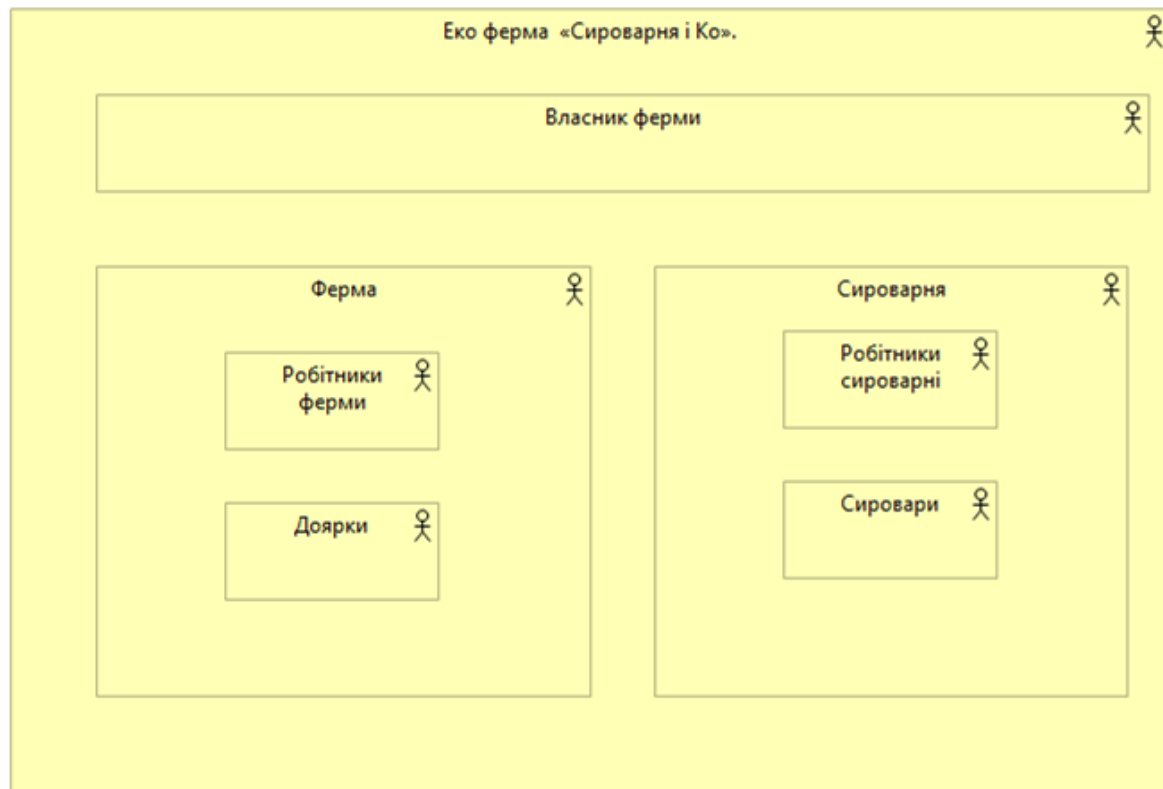 Еко ферма «Сироварня і Ко».
Власник ферми
Ферма
Робітники
ферми
Доярки
Сироварня
Робітники
сироварні
Сировари